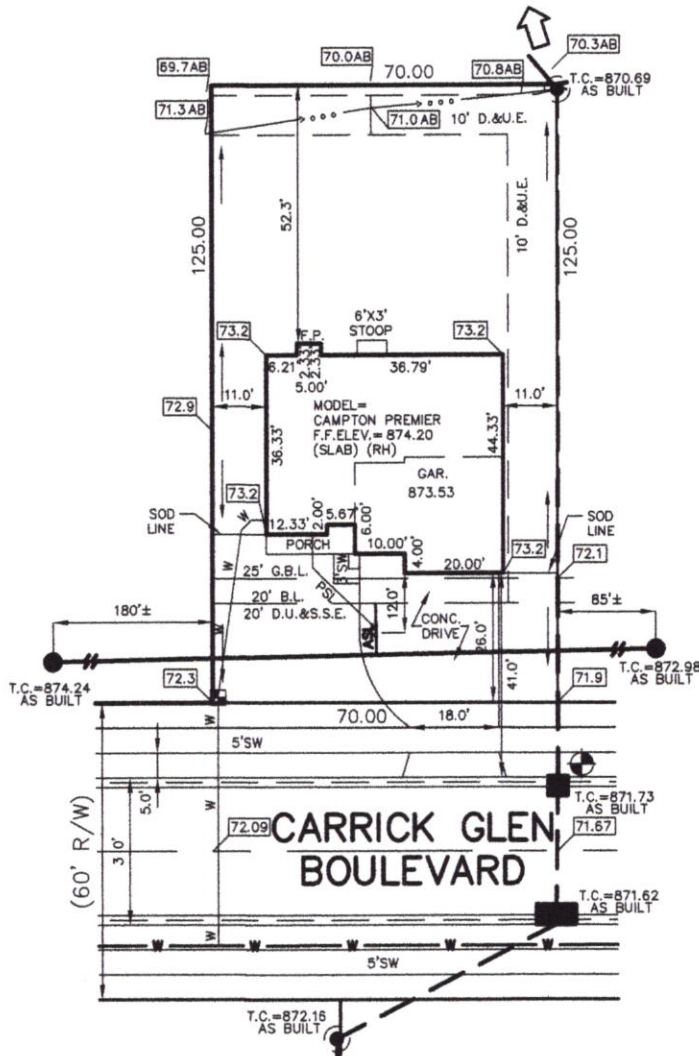 70.3AB
70.0AB
69.7AB
70.00
70.8AB
T.C.=870.69
AS BUILT
71.3AB
71.0AB
10' D.&U.E.
10' D.&U.E.
52.3'
125.00
125.00
6'X3'
STOOP
73.2
F.P.
73.2
6.21'
2.33'
2.33'
36.79'
5.00'
11.0'
11.0'
MODEL=
CAMPTON PREMIER
F.F.ELEV.= 874.20
(SLAB) (RH)
72.9
36.33'
44.33'
GAR.
873.53
73.2
SOD
LINE
W
12.33'
2.00'
5.67'
6.00'
PORCH
10.00'
4.00'
20.00'
73.2
SOD
LINE
72.1
3'SW
25' G.B.L.
W
20' B.L.
20' D.U.&S.S.E.
PSL
12.0'
CONC.
DRIVE
26.0'
41.0'
180'±
85'±
W
ASL
T.C.=874.24
AS BUILT
T.C.=872.98
AS BUILT
72.3
71.9
70.00
18.0'
W
5'SW
5.0'
T.C.=871.73
AS BUILT
W
(60' R/W)
72.09
CARRICK GLEN
BOULEVARD
71.67
T.C.=871.62
AS BUILT
W
W W W W W
5'SW
T.C.=872.16
AS BUILT